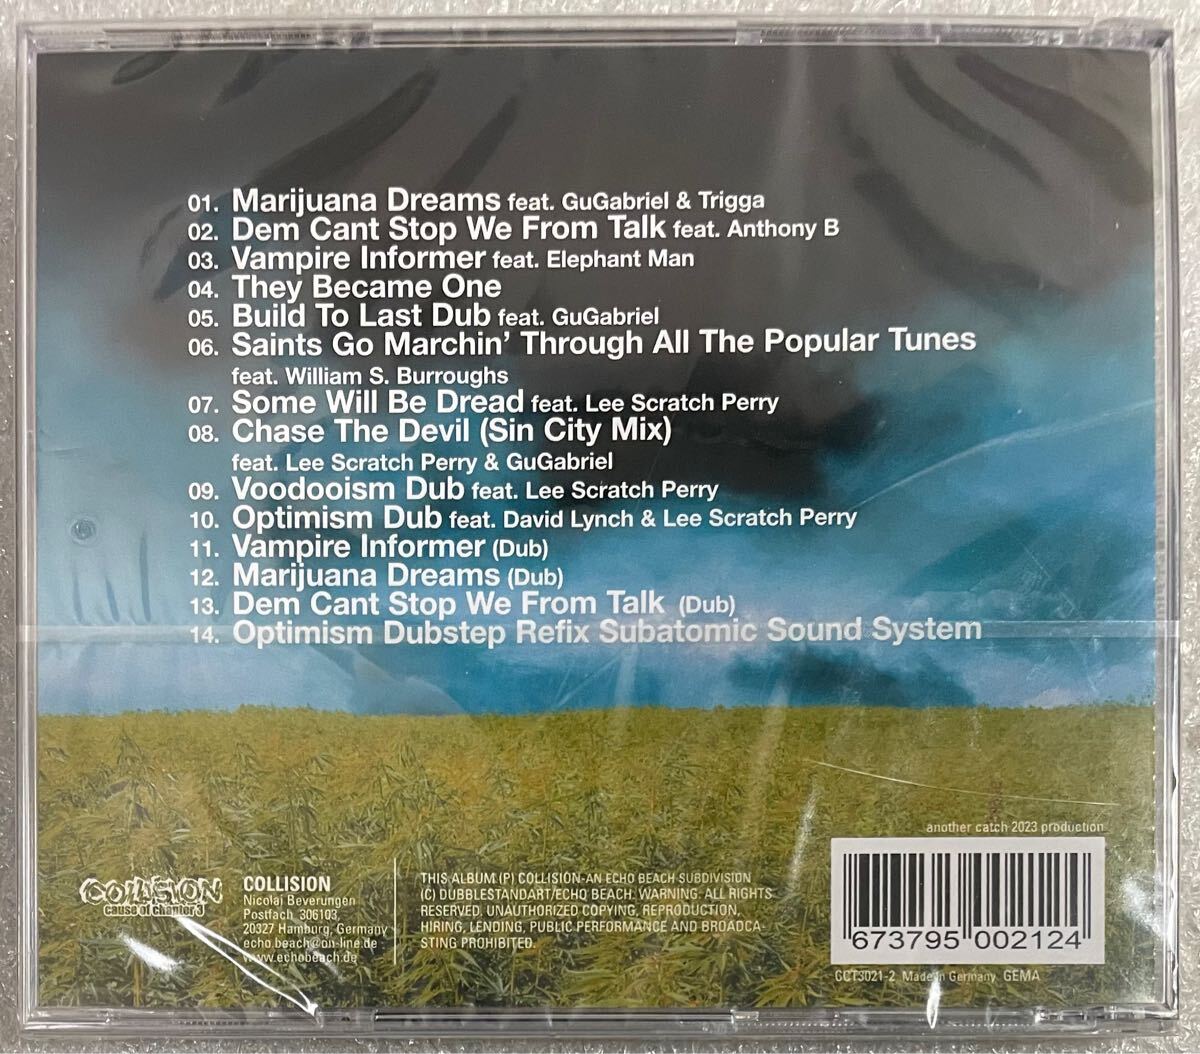 01. Marijuana Dreams feat. GuGabriel & Trigga
02. Dem Cant Stop We From Talk feat. Anthony B
03. Vampire Informer feat. Elephant Man
04. They Became One
05. Build To Last Dub feat. GuGabriel
06. Saints Go Marchin' Through All The Popular Tunes
feat. William S. Burroughs
07. Some Will Be Dread feat. Lee Scratch Perry
08. Chase The Devil (Sin City Mix)
feat. Lee Scratch Perry & GuGabriel
09. Voodooism Dub feat. Lee Scratch Perry
10. Optimism Dub feat. David Lynch & Lee Scratch Perry
11. Vampire Informer (Dub)
12. Marijuana Dreams (Dub)
13. Dem Cant Stop We From Talk (Dub)
14. Optimism Dubstep Refix Subatomic Sound System
COLLISION
cause of chapter 3
COLLISION
Nicolai Beverungen
Postfach 306103,
20327 Hamburg, Germany
echo.beach@on-line.de
www.echobeach.de
THIS ALBUM (P) COLLISION-AN ECHO BEACH SUBDIVISION
(C) DUBBLESTANDART/ECHO BEACH. WARNING. ALL RIGHTS
RESERVED. UNAUTHORIZED COPYING, REPRODUCTION,
HIRING, LENDING, PUBLIC PERFORMANCE AND BROADCA-
STING PROHIBITED.
another catch 2023 production
673795 002124
CCT3021-2 Made in Germany GEMA